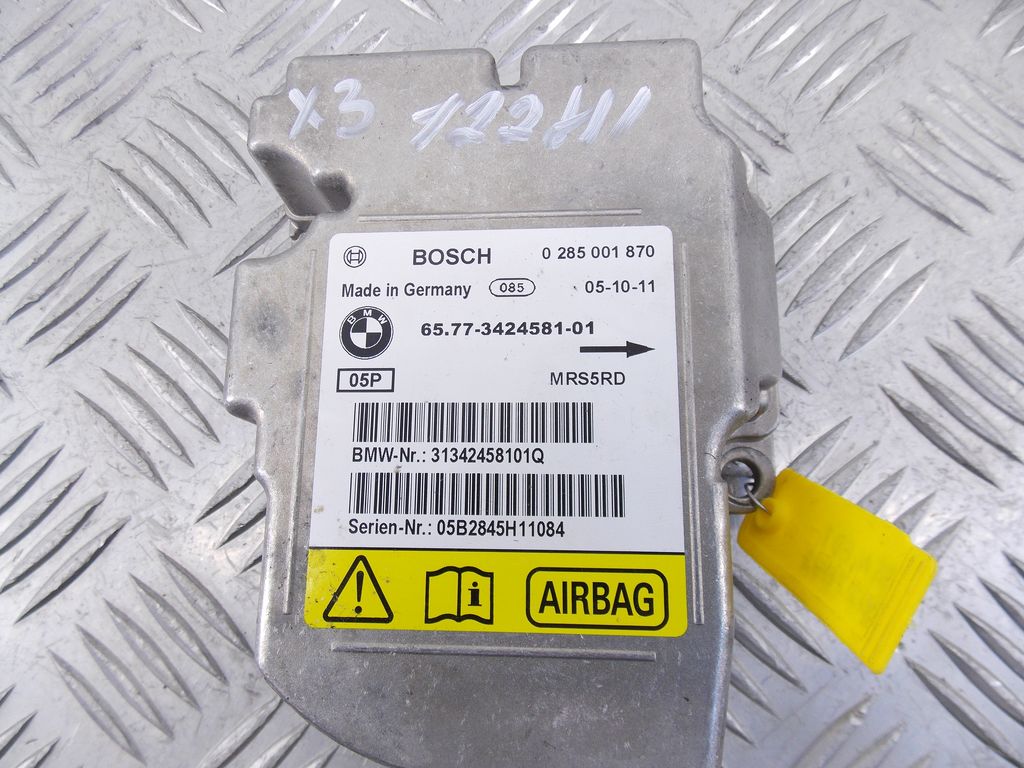 X3 122HI
BOSCH 0 285 001 870
Made in Germany 085 05-10-11
BMW
65.77-3424581-01
05P MRS5RD
BMW-Nr.: 31342458101Q
Serien-Nr.: 05B2845H11084
AIRBAG